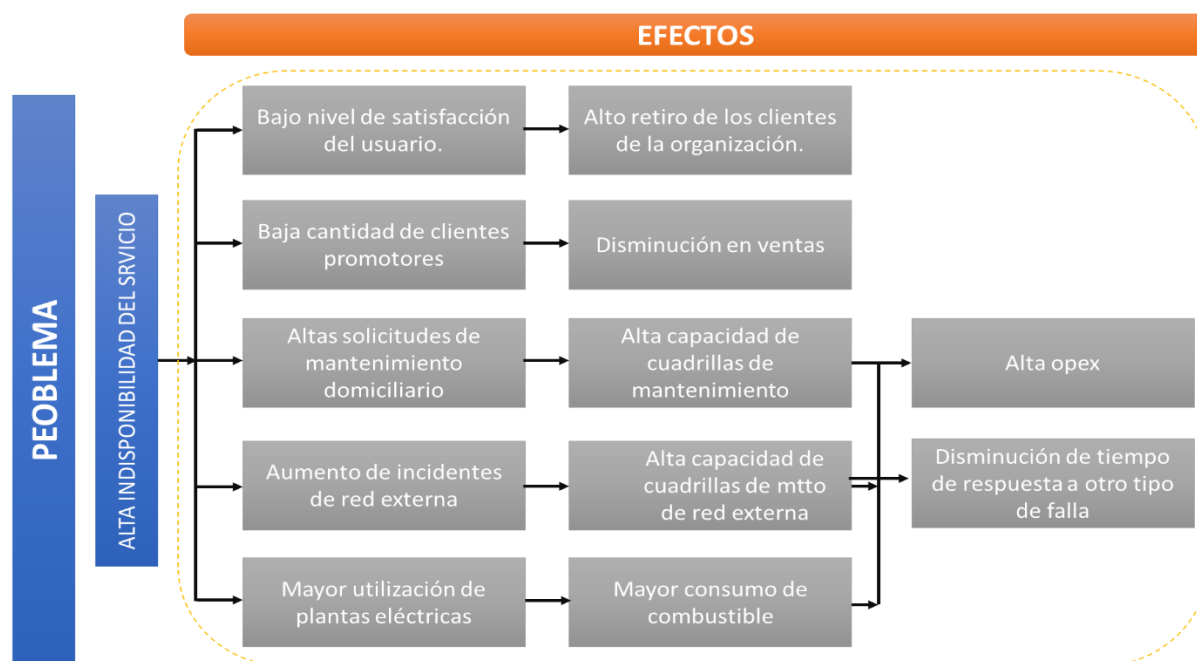 EFECTOS
PEOBLEMA
ALTA INDISPONIBILIDAD DEL SRVICIO
Bajo nivel de satisfacción
del usuario.
Alto retiro de los clientes
de la organización.
Baja cantidad de clientes
promotores
Disminución en ventas
Altas solicitudes de
mantenimiento
domiciliario
Alta capacidad de
cuadrillas de
mantenimiento
Alta opex
Aumento de incidentes
de red externa
Alta capacidad de
cuadrillas de mtto
de red externa
Disminución de tiempo
de respuesta a otro tipo
de falla
Mayor utilización de
plantas eléctricas
Mayor consumo de
combustible